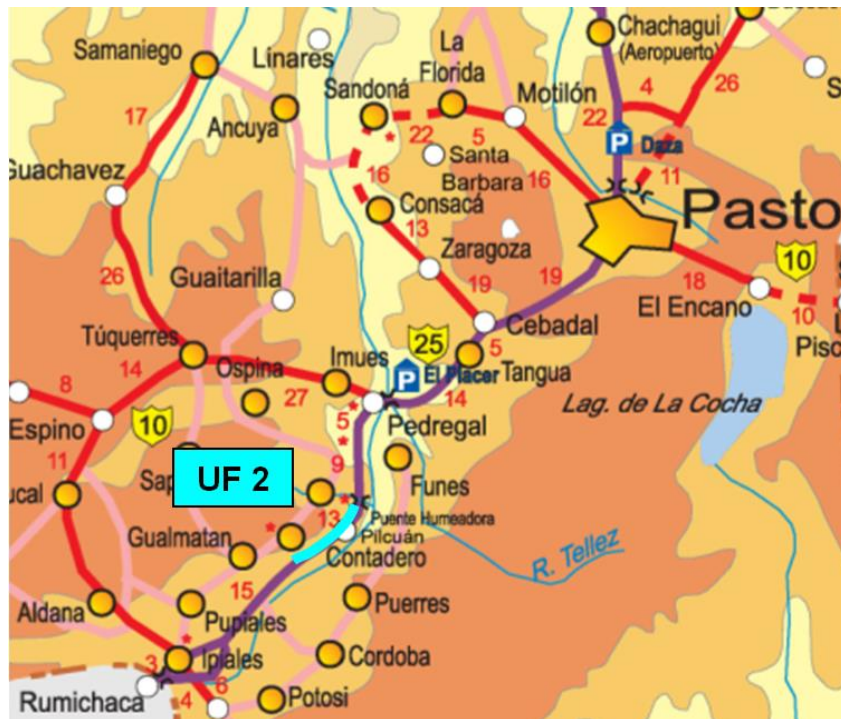 Chachagui
(Aeropuerto)
Samaniego
Linares
La
Florida
4
26
17
Sandoná
Motilón
Ancuya
22
5
22
Daza
Guachavez
16
Santa
Barbara
16
11
Consacá
Pasto
13
Zaragoza
26
Guaitarilla
19
19
18
10
El Encano
Cebadal
10
Túquerres
Ospina
Imues
25
5
14
El Placer
Tangua
8
27
14
Lag. de La Cocha
Espino
10
5
Pedregal
11
UF 2
9
Funes
13
Puente Humeadora
Gualmatan
Pilcuán
Contadero
R. Tellez
15
Aldana
Pupiales
Puerres
Ipiales
Cordoba
3
Rumichaca
4
6
Potosi